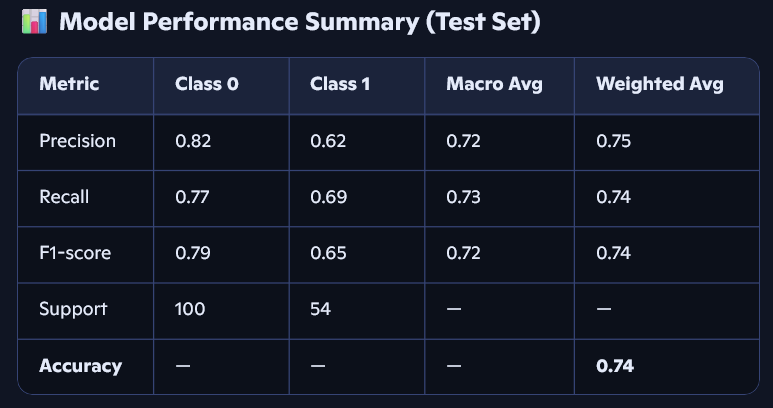 📊 Model Performance Summary (Test Set)
Metric Class 0 Class 1 Macro Avg Weighted Avg
Precision 0.82 0.62 0.72 0.75
Recall 0.77 0.69 0.73 0.74
F1-score 0.79 0.65 0.72 0.74
Support 100 54 — —
Accuracy — — — 0.74